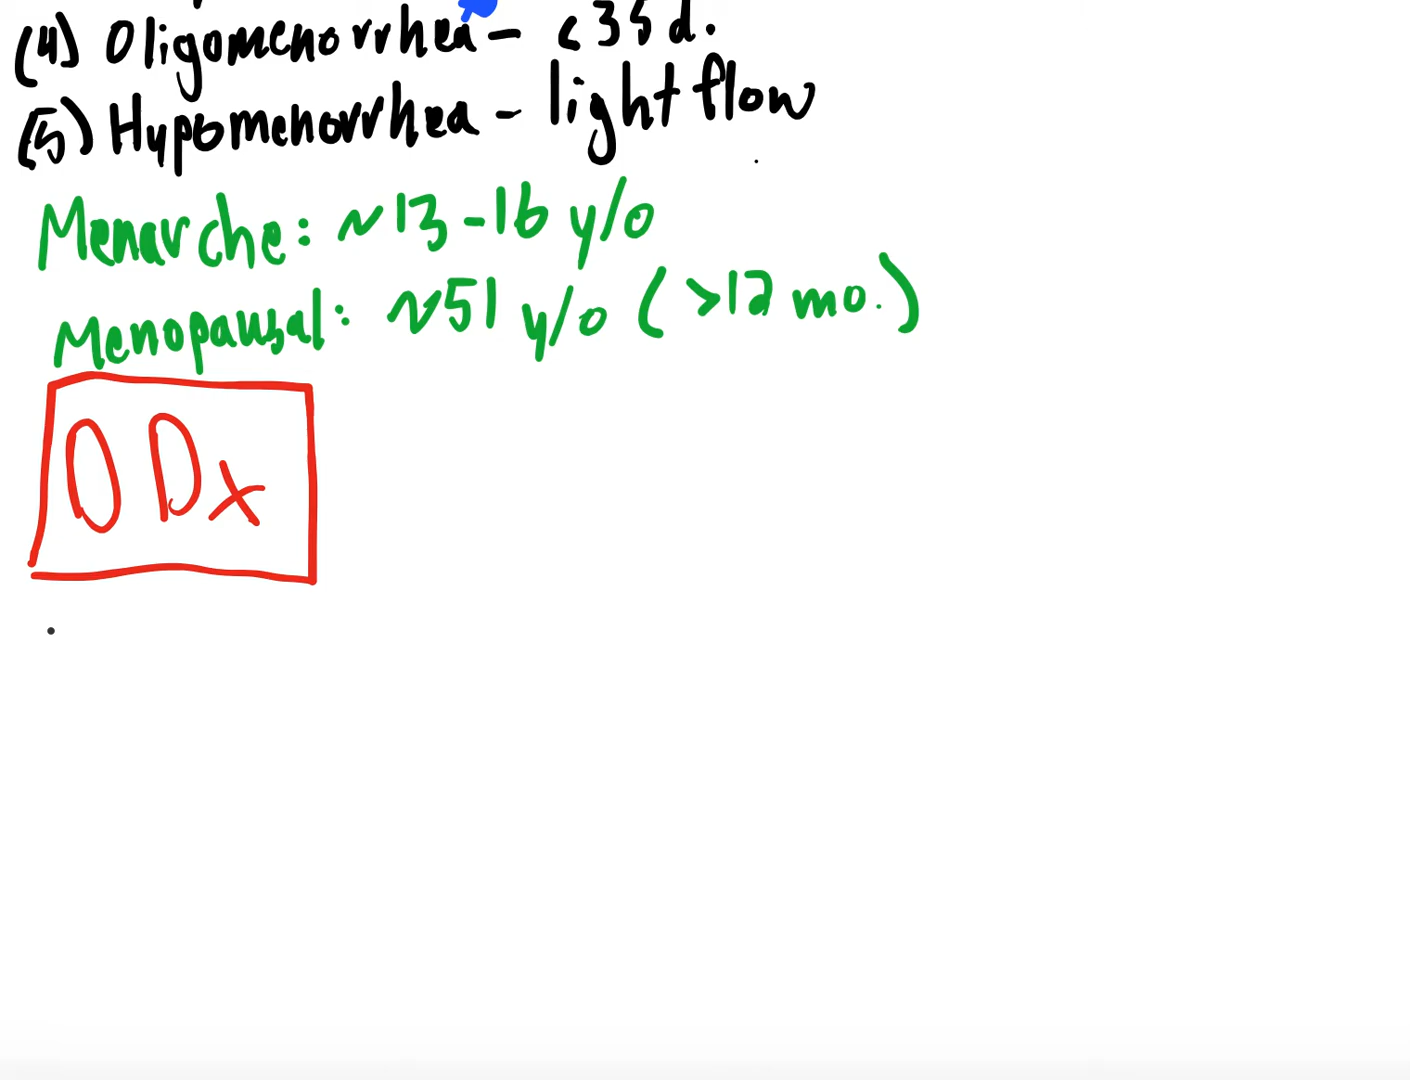 (4) Oligomenorrhea – < 35 d.
(5) Hypomenorrhea – light flow
Menarche: ~13-16 y/o
Menopausal: ~51 y/o (>12 mo.)
DDx